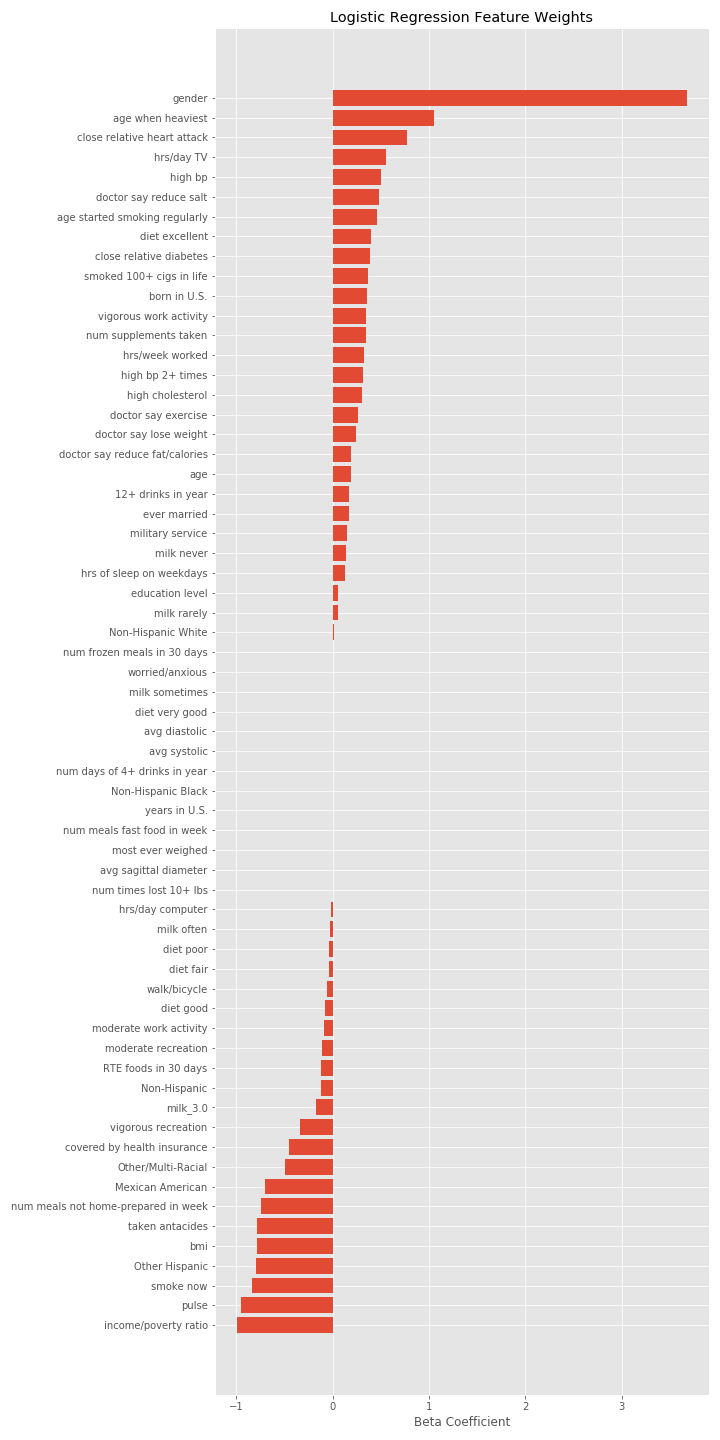 Logistic Regression Feature Weights
gender
age when heaviest
close relative heart attack
hrs/day TV
high bp
doctor say reduce salt
age started smoking regularly
diet excellent
close relative diabetes
smoked 100+ cigs in life
born in U.S.
vigorous work activity
num supplements taken
hrs/week worked
high bp 2+ times
high cholesterol
doctor say exercise
doctor say lose weight
doctor say reduce fat/calories
age
12+ drinks in year
ever married
military service
milk never
hrs of sleep on weekdays
education level
milk rarely
Non-Hispanic White
num frozen meals in 30 days
worried/anxious
milk sometimes
diet very good
avg diastolic
avg systolic
num days of 4+ drinks in year
Non-Hispanic Black
years in U.S.
num meals fast food in week
most ever weighed
avg sagittal diameter
num times lost 10+ lbs
hrs/day computer
milk often
diet poor
diet fair
walk/bicycle
diet good
moderate work activity
moderate recreation
RTE foods in 30 days
Non-Hispanic
milk_3.0
vigorous recreation
covered by health insurance
Other/Multi-Racial
Mexican American
num meals not home-prepared in week
taken antacides
bmi
Other Hispanic
smoke now
pulse
income/poverty ratio
−1 0 1 2 3
Beta Coefficient